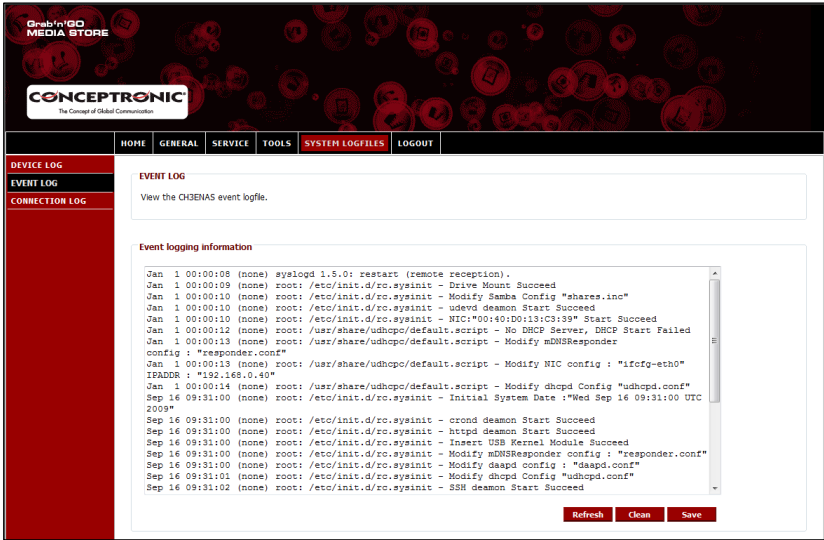 Grab'n'GO
MEDIA STORE
CONCEPTRONIC
The Concept of Global Communication
HOME GENERAL SERVICE TOOLS SYSTEM LOGFILES LOGOUT
DEVICE LOG
EVENT LOG
CONNECTION LOG
EVENT LOG
View the CH3ENAS event logfile.
Event logging information
Jan  1 00:00:08 (none) syslogd 1.5.0: restart (remote reception).
Jan  1 00:00:09 (none) root: /etc/init.d/rc.sysinit - Drive Mount Succeed
Jan  1 00:00:10 (none) root: /etc/init.d/rc.sysinit - Modify Samba Config "shares.inc"
Jan  1 00:00:10 (none) root: /etc/init.d/rc.sysinit - udevd deamon Start Succeed
Jan  1 00:00:10 (none) root: /etc/init.d/rc.sysinit - NIC:"00:40:D0:13:C3:39" Start Succeed
Jan  1 00:00:12 (none) root: /usr/share/udhcpc/default.script - No DHCP Server, DHCP Start Failed
Jan  1 00:00:13 (none) root: /usr/share/udhcpc/default.script - Modify mDNSResponder
config : "responder.conf"
Jan  1 00:00:13 (none) root: /usr/share/udhcpc/default.script - Modify NIC config : "ifcfg-eth0"
IPADDR : "192.168.0.40"
Jan  1 00:00:14 (none) root: /usr/share/udhcpc/default.script - Modify dhcpd Config "udhcpd.conf"
Sep 16 09:31:00 (none) root: /etc/init.d/rc.sysinit - Initial System Date :"Wed Sep 16 09:31:00 UTC
2009"
Sep 16 09:31:00 (none) root: /etc/init.d/rc.sysinit - crond deamon Start Succeed
Sep 16 09:31:00 (none) root: /etc/init.d/rc.sysinit - httpd deamon Start Succeed
Sep 16 09:31:00 (none) root: /etc/init.d/rc.sysinit - Insert USB Kernel Module Succeed
Sep 16 09:31:00 (none) root: /etc/init.d/rc.sysinit - Modify mDNSResponder config : "responder.conf"
Sep 16 09:31:00 (none) root: /etc/init.d/rc.sysinit - Modify daapd config : "daapd.conf"
Sep 16 09:31:01 (none) root: /etc/init.d/rc.sysinit - Modify dhcpd Config "udhcpd.conf"
Sep 16 09:31:02 (none) root: /etc/init.d/rc.sysinit - SSH deamon Start Succeed
Refresh Clean Save